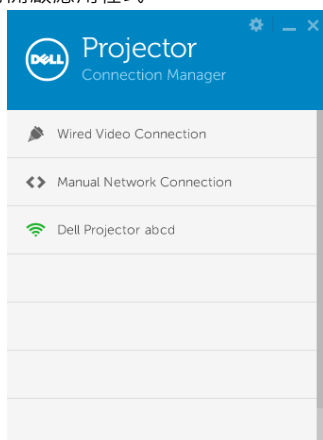 DELL
Projector
Connection Manager
Wired Video Connection
Manual Network Connection
Dell Projector abcd